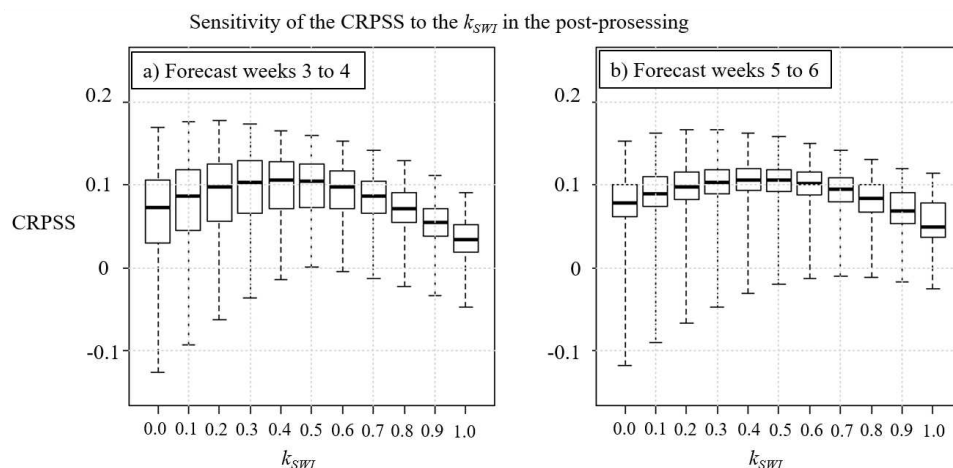 Sensitivity of the CRPSS to the k_SWI in the post-prosessing
a) Forecast weeks 3 to 4
b) Forecast weeks 5 to 6
CRPSS
0.2
0.1
0
-0.1
0.2
0.1
0
-0.1
0.0 0.1 0.2 0.3 0.4 0.5 0.6 0.7 0.8 0.9 1.0
0.0 0.1 0.2 0.3 0.4 0.5 0.6 0.7 0.8 0.9 1.0
k_SWI
k_SWI